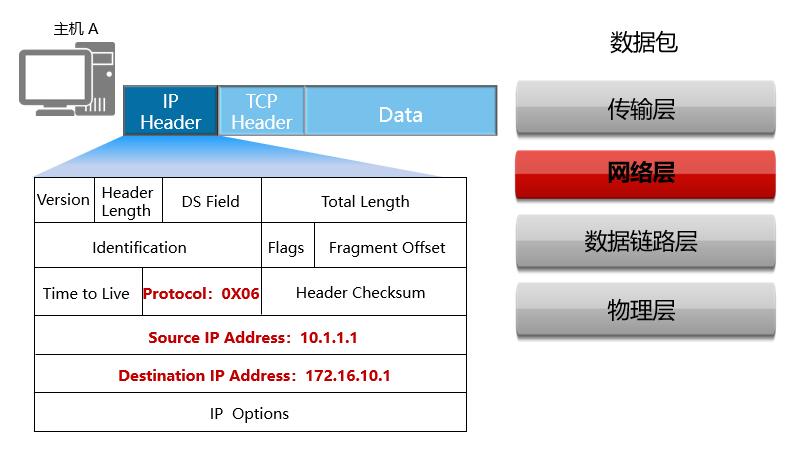 主机 A
数据包
IP
Header
TCP
Header
Data
传输层
网络层
数据链路层
物理层
Version
Header
Length
DS Field
Total Length
Identification
Flags
Fragment Offset
Time to Live
Protocol：0X06
Header Checksum
Source IP Address：10.1.1.1
Destination IP Address：172.16.10.1
IP Options